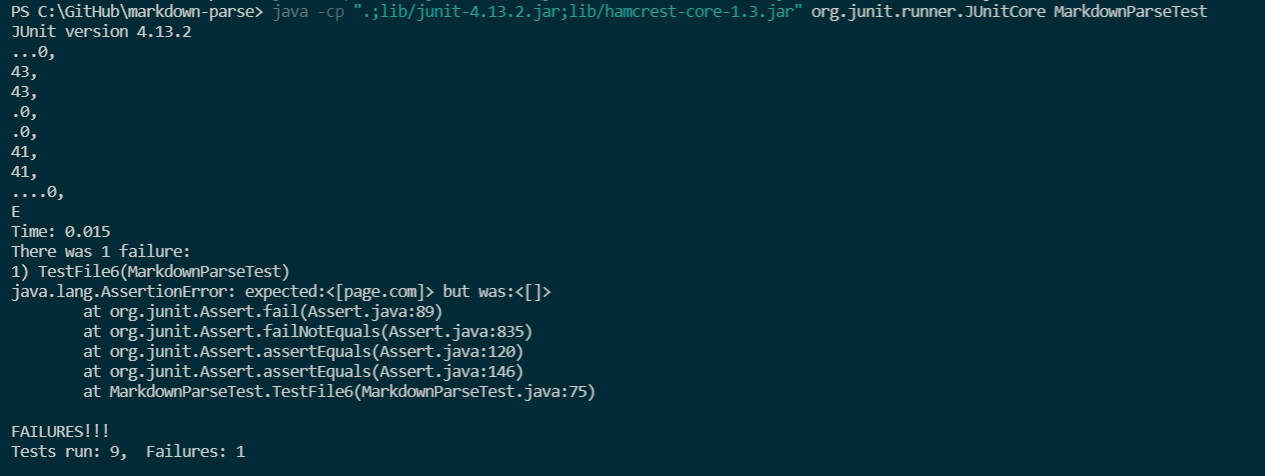 PS C:\GitHub\markdown-parse> java -cp ".;lib/junit-4.13.2.jar;lib/hamcrest-core-1.3.jar" org.junit.runner.JUnitCore MarkdownParseTest
JUnit version 4.13.2
...0,
43,
43,
.0,
.0,
41,
41,
....0,
E
Time: 0.015
There was 1 failure:
1) TestFile6(MarkdownParseTest)
java.lang.AssertionError: expected:<[page.com]> but was:<[]>
        at org.junit.Assert.fail(Assert.java:89)
        at org.junit.Assert.failNotEquals(Assert.java:835)
        at org.junit.Assert.assertEquals(Assert.java:120)
        at org.junit.Assert.assertEquals(Assert.java:146)
        at MarkdownParseTest.TestFile6(MarkdownParseTest.java:75)

FAILURES!!!
Tests run: 9,  Failures: 1